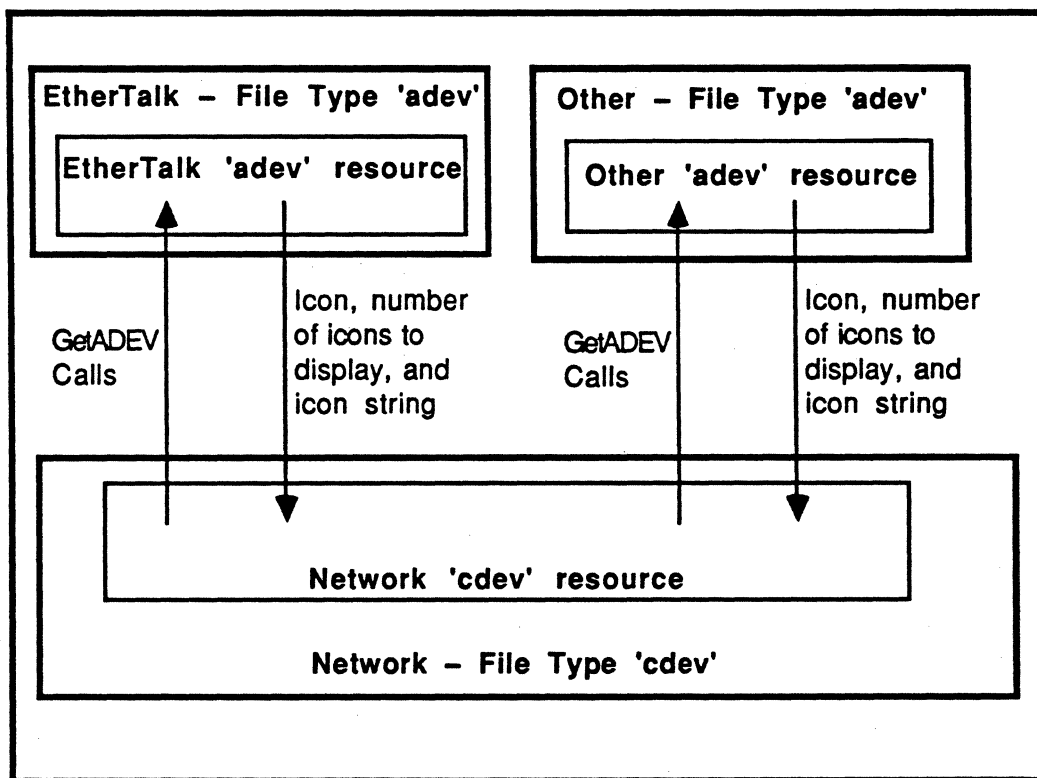 EtherTalk – File Type 'adev'
EtherTalk 'adev' resource
Other – File Type 'adev'
Other 'adev' resource
GetADEV
Calls
Icon, number
of icons to
display, and
icon string
GetADEV
Calls
Icon, number
of icons to
display, and
icon string
Network 'cdev' resource
Network – File Type 'cdev'